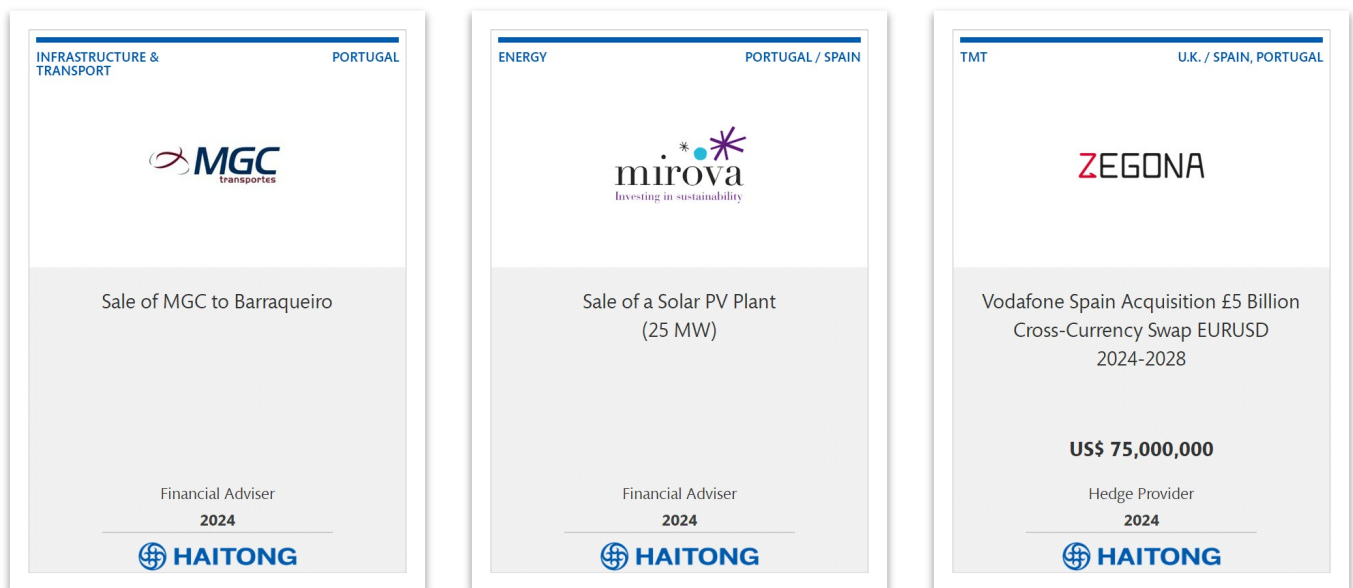 INFRASTRUCTURE &
TRANSPORT
PORTUGAL
MGC
transportes
Sale of MGC to Barraqueiro
Financial Adviser
2024
HAITONG
ENERGY
PORTUGAL / SPAIN
mirova
Investing in sustainability
Sale of a Solar PV Plant
(25 MW)
Financial Adviser
2024
HAITONG
TMT
U.K. / SPAIN, PORTUGAL
ZEGONA
Vodafone Spain Acquisition £5 Billion
Cross-Currency Swap EURUSD
2024-2028
US$ 75,000,000
Hedge Provider
2024
HAITONG